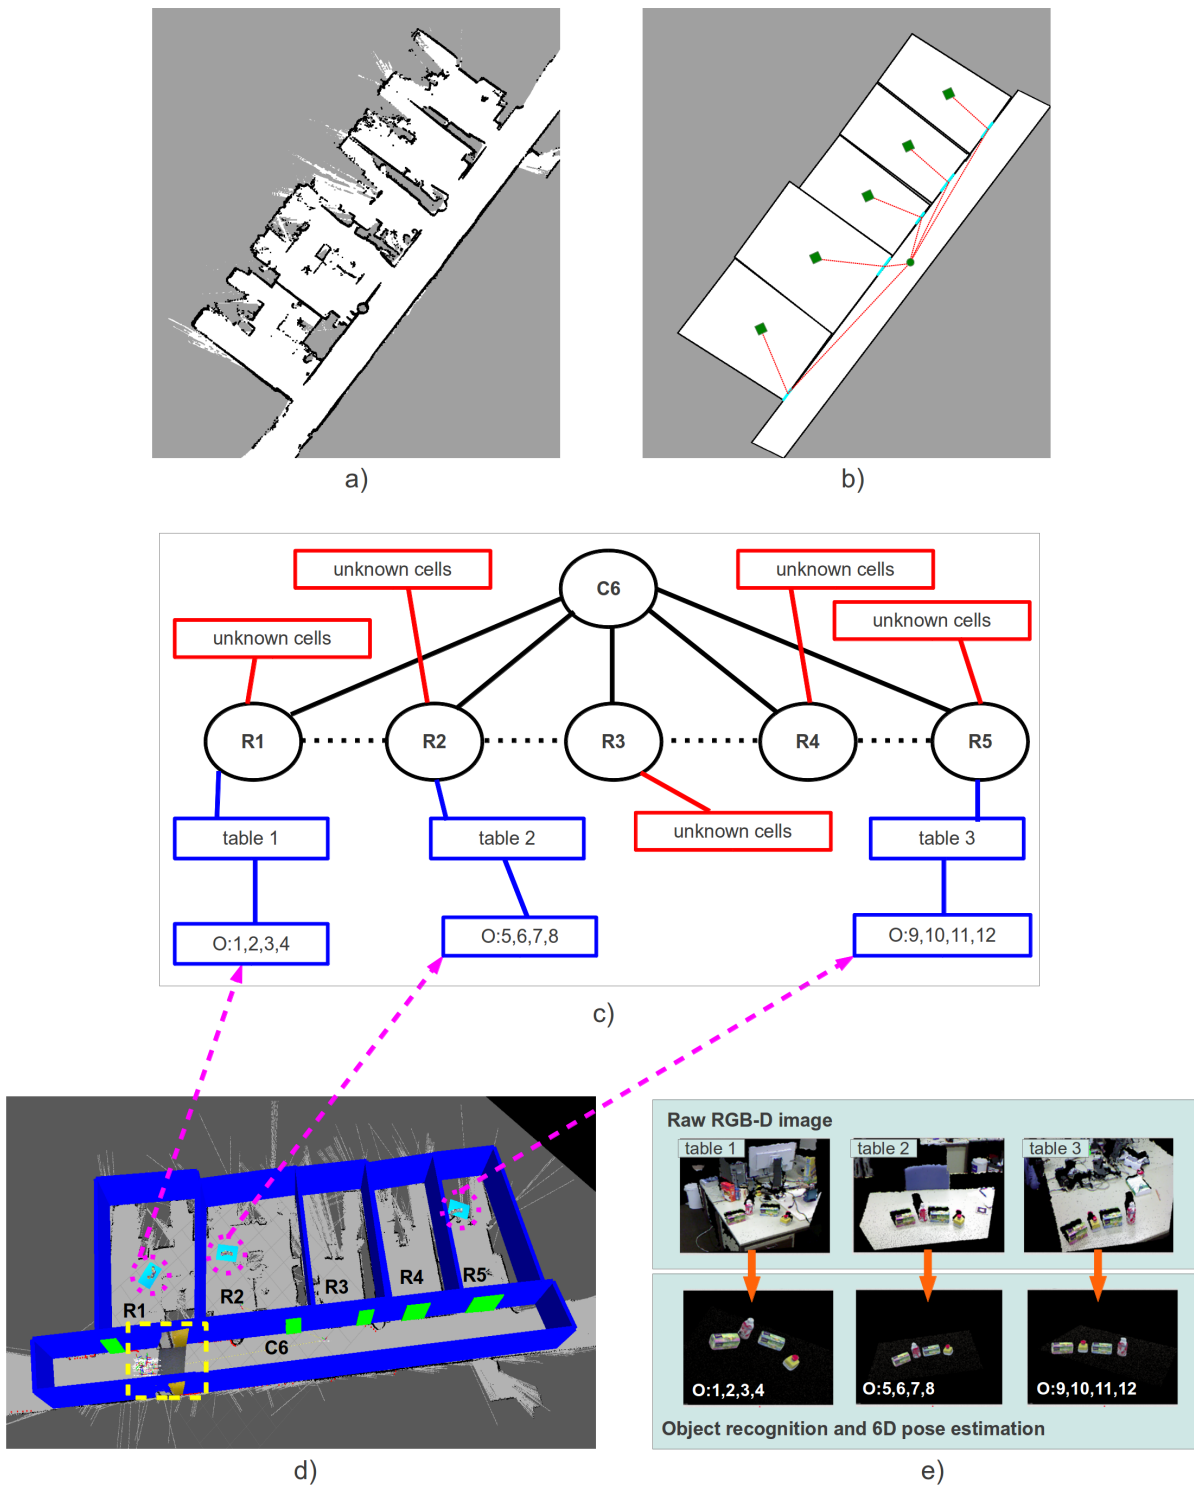 a)
b)
unknown cells
unknown cells
C6
unknown cells
unknown cells
R1
R2
R3
R4
R5
table 1
table 2
unknown cells
table 3
O:1,2,3,4
O:5,6,7,8
O:9,10,11,12
c)
R1
R2
R3
R4
R5
C6
d)
Raw RGB-D image
table 1
table 2
table 3
O:1,2,3,4
O:5,6,7,8
O:9,10,11,12
Object recognition and 6D pose estimation
e)